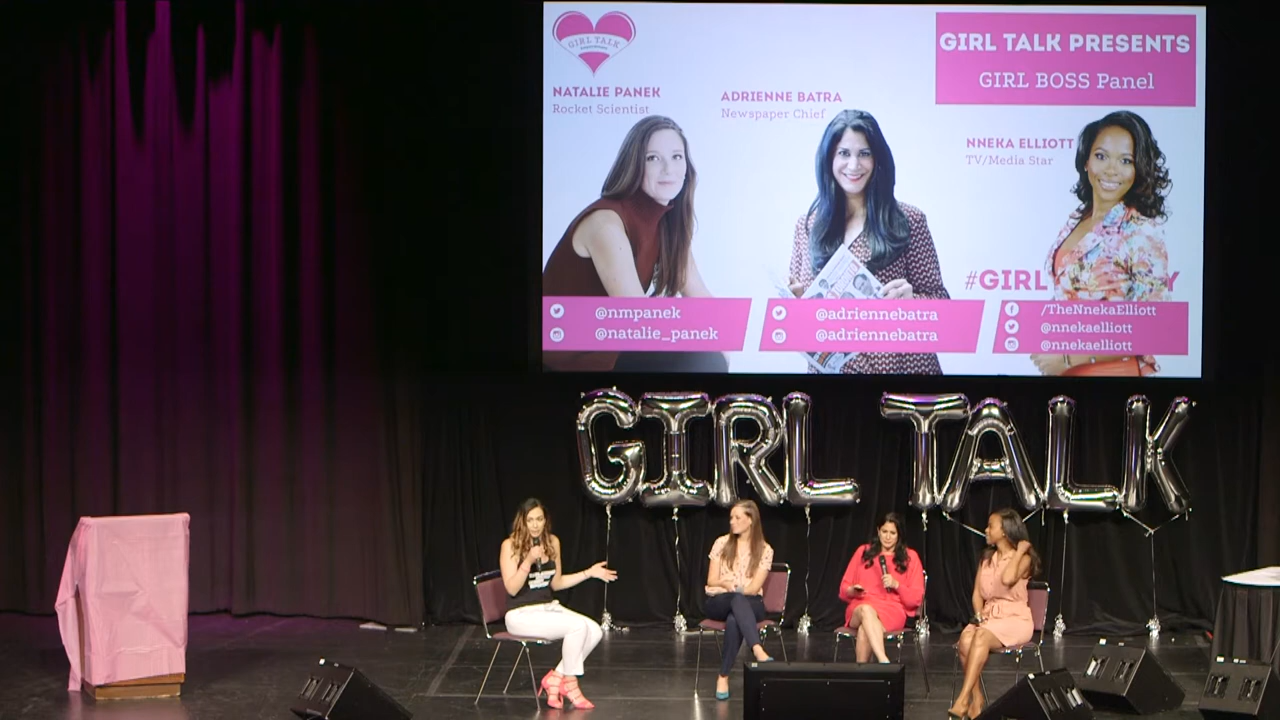 GIRL TALK
NATALIE PANEK
Rocket Scientist
ADRIENNE BATRA
Newspaper Chief
GIRL TALK PRESENTS
GIRL BOSS Panel
NNEKA ELLIOTT
TV/Media Star
#GIRL
@nmpanek
@natalie_panek
@adriennebatra
@adriennebatra
/TheNnekaElliott
@nnekaelliott
@nnekaelliott
GIRL TALK